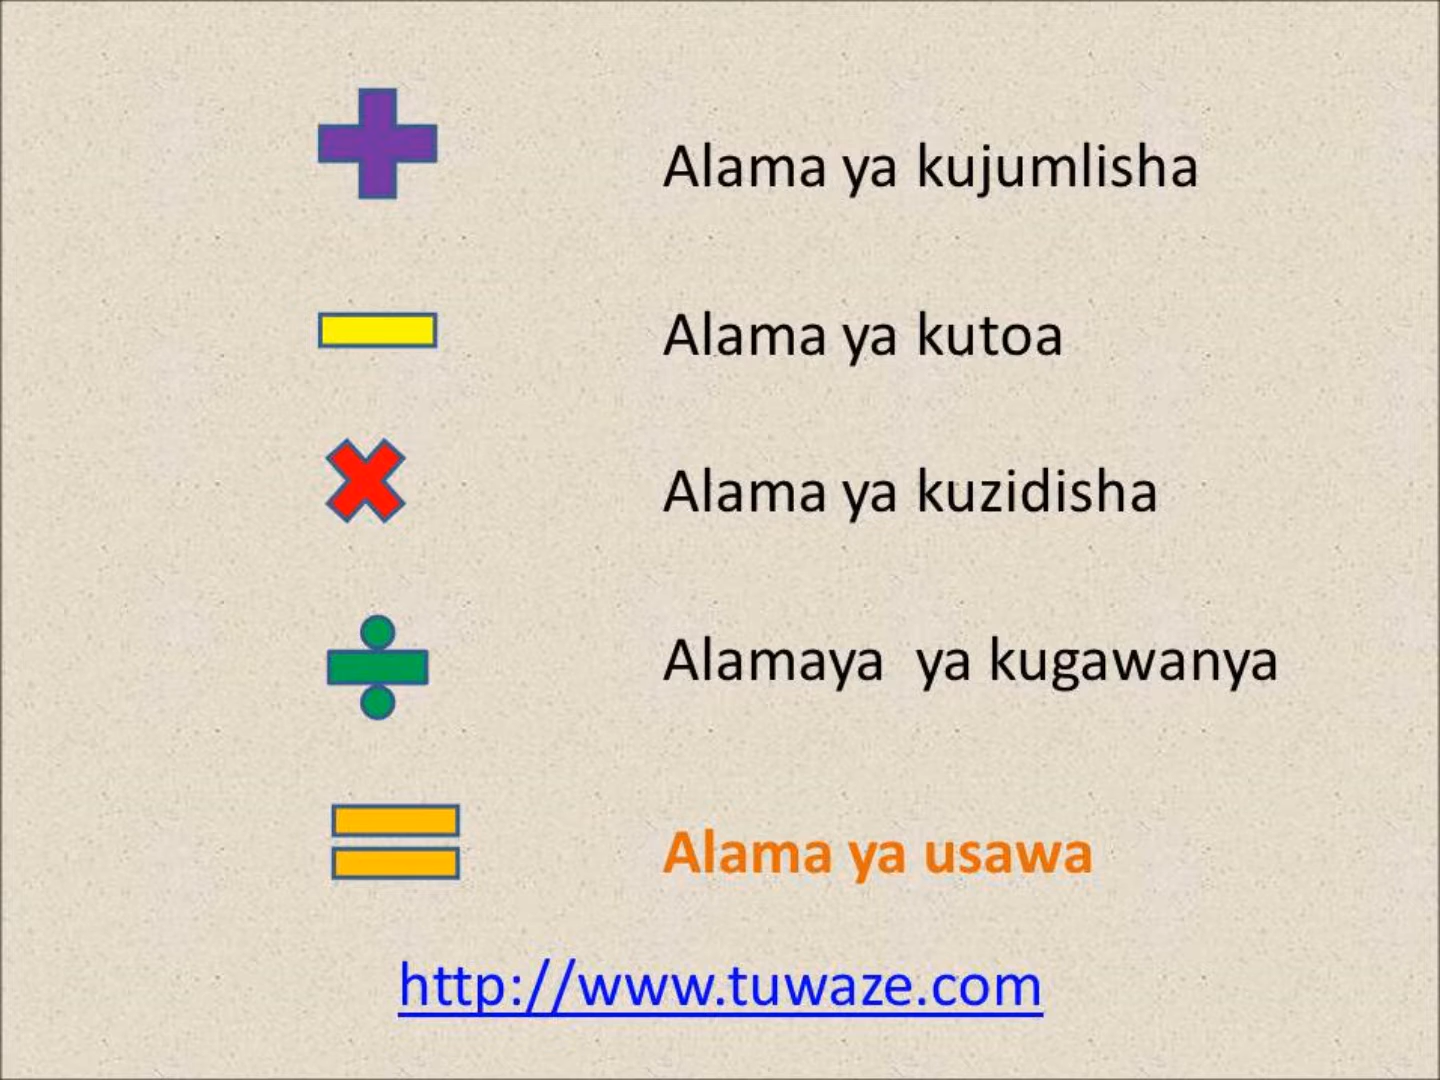 Alama ya kujumlisha
Alama ya kutoa
Alama ya kuzidisha
Alamaya  ya kugawanya
Alama ya usawa
http://www.tuwaze.com